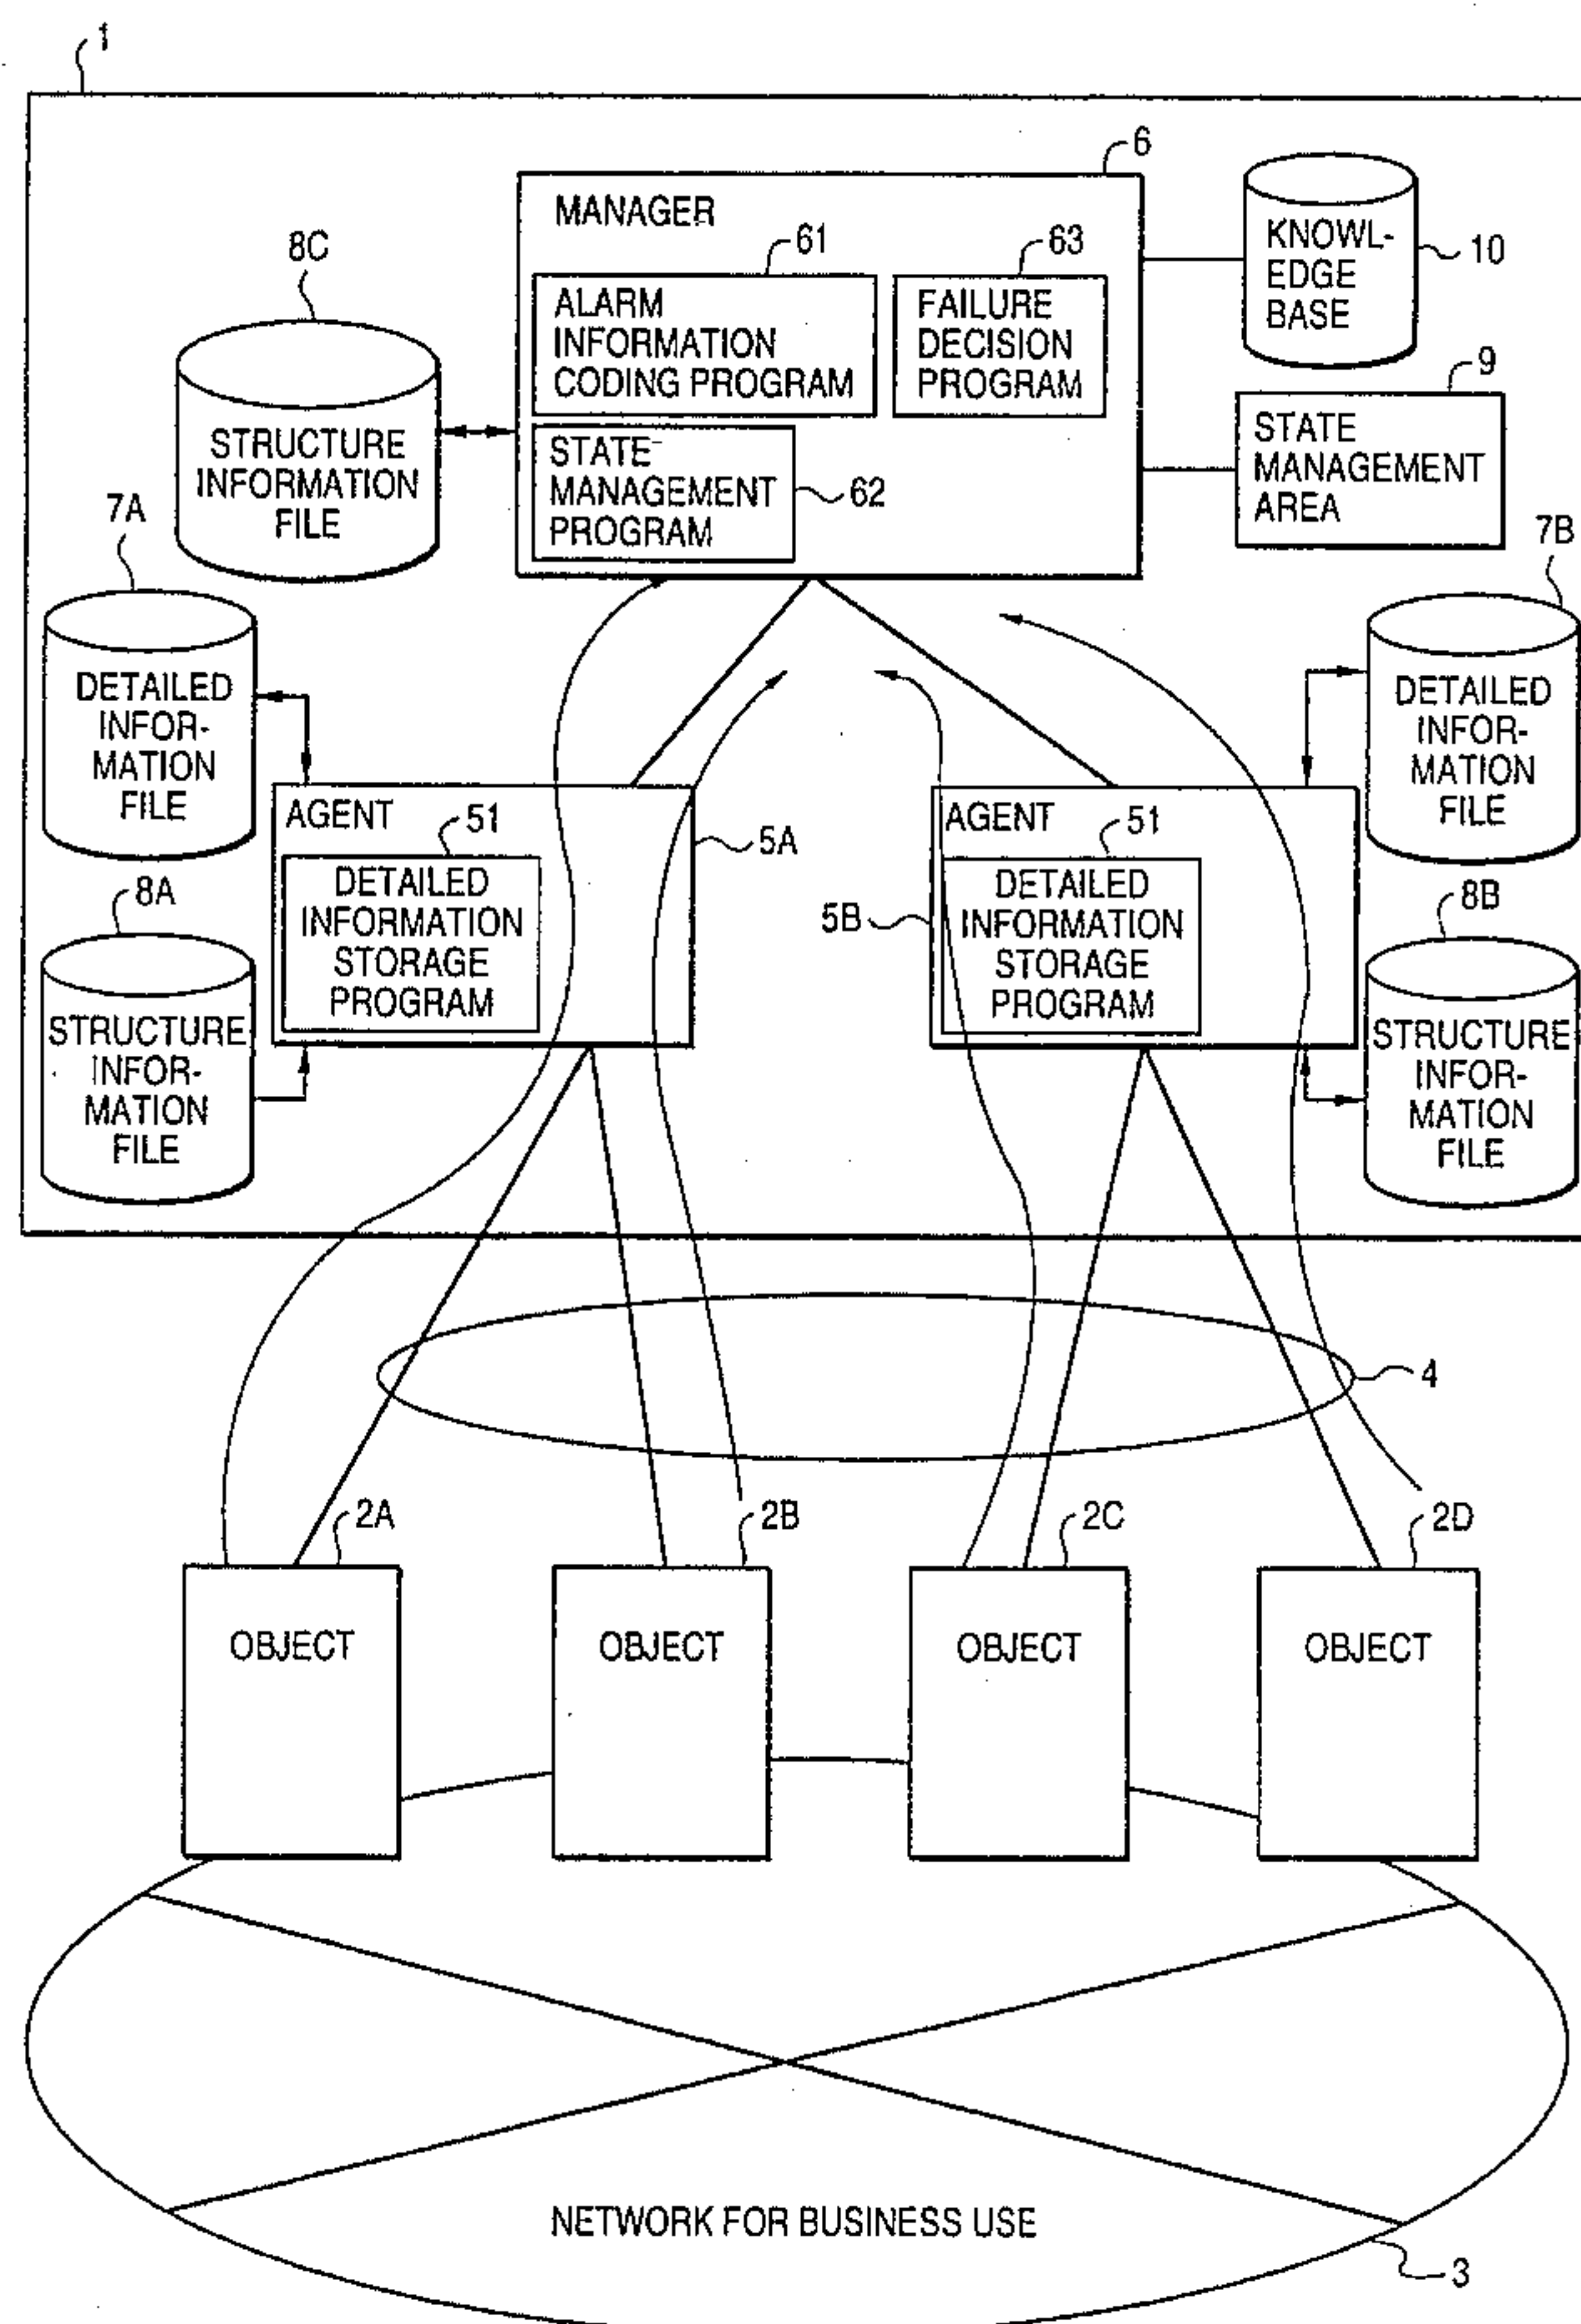 1
6
MANAGER
61
63
ALARM
INFORMATION
CODING PROGRAM
FAILURE
DECISION
PROGRAM
STATE
MANAGEMENT
PROGRAM
62
KNOWL-
EDGE
BASE
10
9
STATE
MANAGEMENT
AREA
8C
STRUCTURE
INFORMATION
FILE
7A
DETAILED
INFOR-
MATION
FILE
7B
DETAILED
INFOR-
MATION
FILE
AGENT
51
5A
DETAILED
INFORMATION
STORAGE
PROGRAM
AGENT
51
5B
DETAILED
INFORMATION
STORAGE
PROGRAM
8A
STRUCTURE
INFOR-
MATION
FILE
8B
STRUCTURE
INFOR-
MATION
FILE
4
2A
OBJECT
2B
OBJECT
2C
OBJECT
2D
OBJECT
NETWORK FOR BUSINESS USE
3